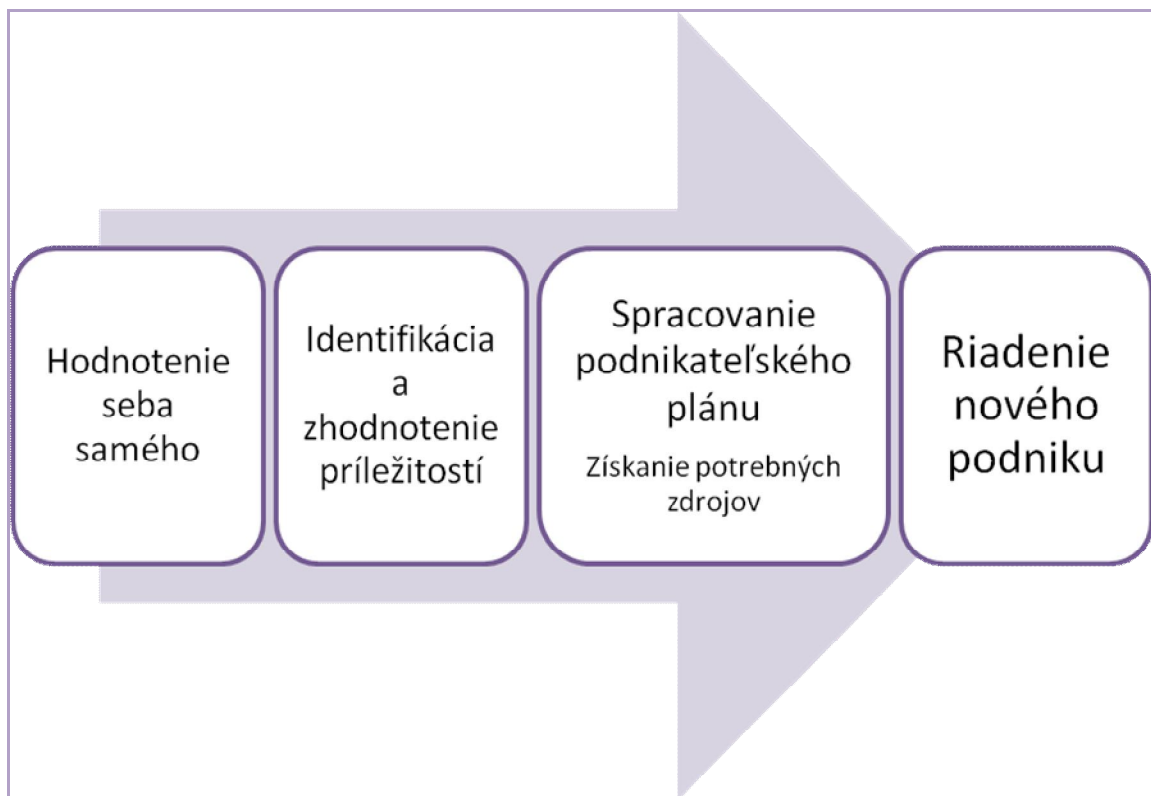 Hodnotenie
seba
samého
Identifikácia
a
zhodnotenie
príležitostí
Spracovanie
podnikateľského
plánu
Získanie potrebných
zdrojov
Riadenie
nového
podniku